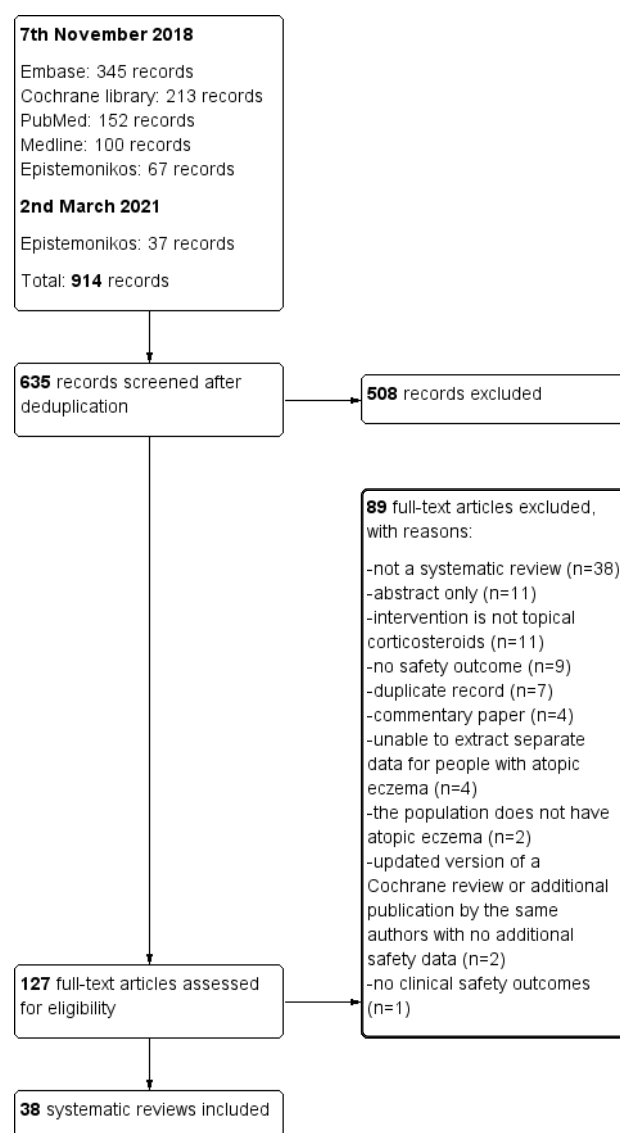 7th November 2018
Embase: 345 records
Cochrane library: 213 records
PubMed: 152 records
Medline: 100 records
Epistemonikos: 67 records
2nd March 2021
Epistemonikos: 37 records
Total: 914 records
635 records screened after
deduplication
508 records excluded
89 full-text articles excluded,
with reasons:
-not a systematic review (n=38)
-abstract only (n=11)
-intervention is not topical
corticosteroids (n=11)
-no safety outcome (n=9)
-duplicate record (n=7)
-commentary paper (n=4)
-unable to extract separate
data for people with atopic
eczema (n=4)
-the population does not have
atopic eczema (n=2)
-updated version of a
Cochrane review or additional
publication by the same
authors with no additional
safety data (n=2)
-no clinical safety outcomes
(n=1)
127 full-text articles assessed
for eligibility
38 systematic reviews included